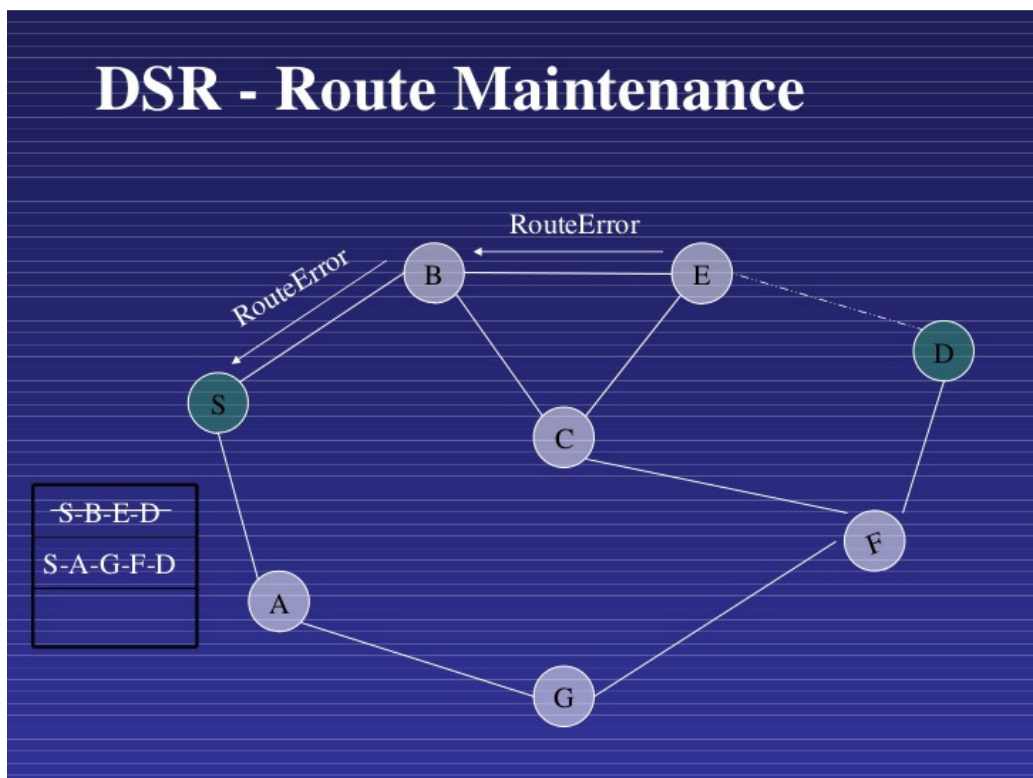 DSR - Route Maintenance
RouteError
RouteError
B
E
D
S
C
S-B-E-D
S-A-G-F-D
F
A
G